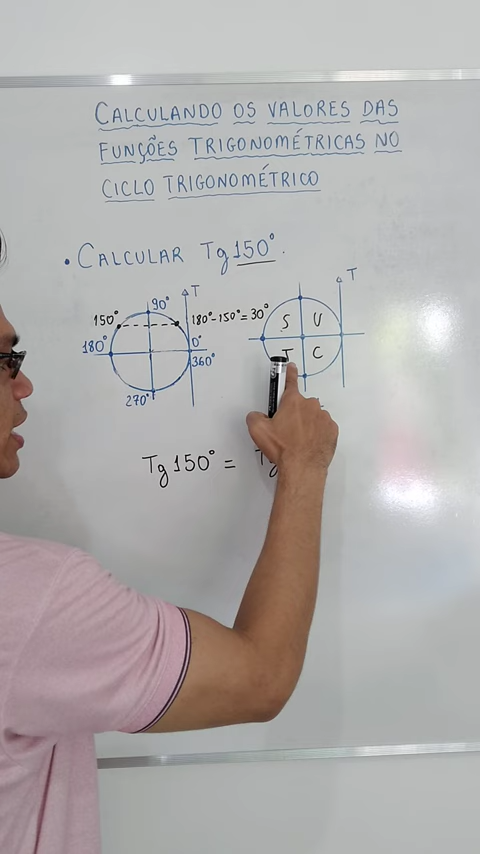 CALCULANDO OS VALORES DAS
FUNÇÕES TRIGONOMÉTRICAS NO
CICLO TRIGONOMÉTRICO
• CALCULAR Tg 150°.
90°
T
150°
180°-150°=30°
180°
0°
360°
270°
T
S U
T C
Tg 150° =